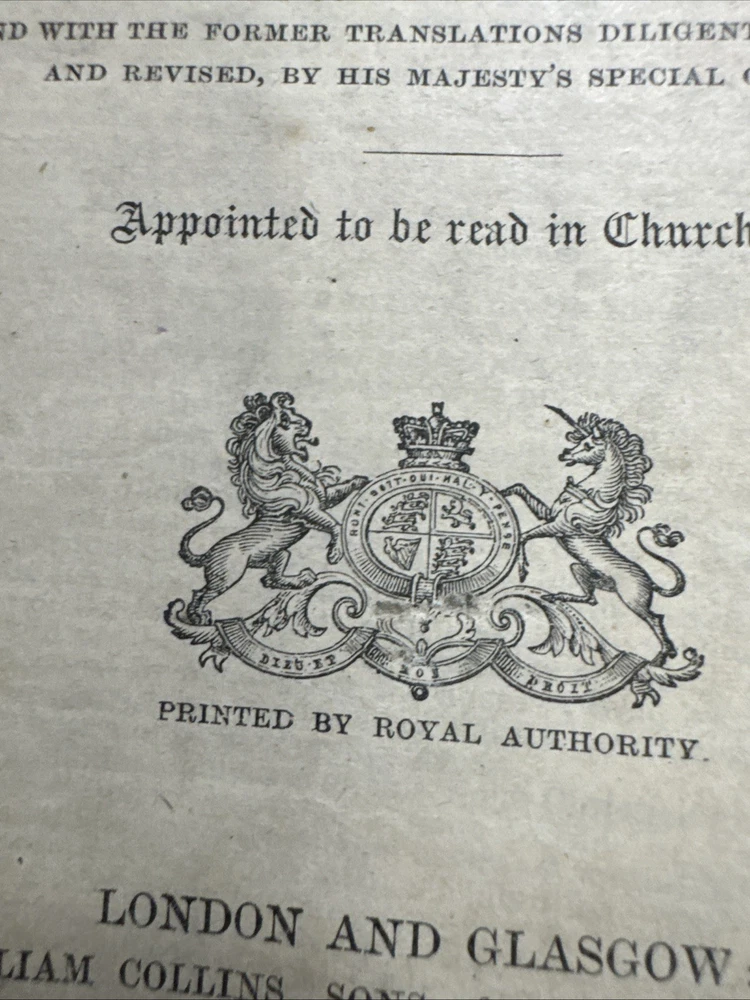 ND WITH THE FORMER TRANSLATIONS DILIGENT
AND REVISED, BY HIS MAJESTY'S SPECIAL
Appointed to be read in Church
HONI · SOIT · QUI · MAL · Y · PENSE
DIEU · ET
MON
DROIT
PRINTED BY ROYAL AUTHORITY.
LONDON AND GLASGOW
LIAM COLLINS, SONS,